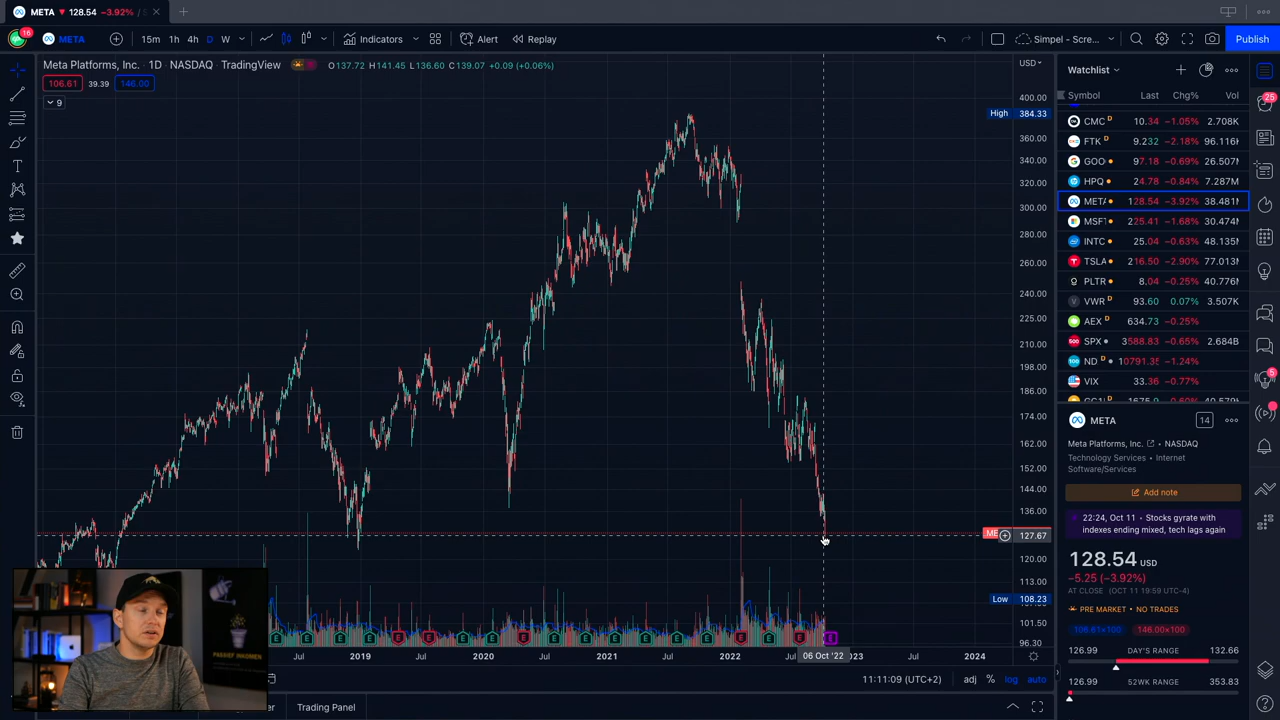 META ▼ 128.54 −3.92%
16
META
15m 1h 4h D W
Indicators
Alert
Replay
Simpel - Scre...
Publish
Meta Platforms, Inc. · 1D · NASDAQ · TradingView
O137.72 H141.45 L136.60 C139.07 +0.09 (+0.06%)
106.61 39.39 146.00
9
USD
400.00
High 384.33
360.00
340.00
320.00
300.00
280.00
260.00
240.00
225.00
210.00
198.00
186.00
174.00
162.00
152.00
144.00
136.00
127.67
120.00
113.00
Low 108.23
101.50
96.30
Jul 2019 Jul 2020 Jul 2021 Jul 2022 Jul 06 Oct '22 Jul 2024
11:11:09 (UTC+2) adj % log auto
Trading Panel
Watchlist
Symbol Last Chg% Vol
CMC D 10.34 −1.05% 2.708K
FTK D 9.232 −2.18% 96.116K
GOO 97.18 −0.69% 26.507M
HPQ 24.78 −0.84% 7.287M
META 128.54 −3.92% 38.481M
MSF 225.41 −1.68% 30.474M
INTC 25.04 −0.63% 48.135M
TSLA 216.50 −2.90% 77.013M
PLTR 8.04 −0.25% 40.776M
VWR D 93.60 0.07% 3.507K
AEX D 634.73 −0.25%
SPX 3588.83 −0.65% 2.684B
ND D 10791.35 −1.24%
VIX 33.36 −0.77%
META
14
Meta Platforms, Inc. • NASDAQ
Technology Services • Internet
Software/Services
Add note
22:24, Oct 11 • Stocks gyrate with
indexes ending mixed, tech lags again
128.54 USD
−5.25 (−3.92%)
AT CLOSE (OCT 11 19:59 UTC-4)
PRE MARKET • NO TRADES
106.61×100 146.00×100
126.99 DAY'S RANGE 132.66
126.99 52WK RANGE 353.83
25
5
PASSIEF INKOMEN